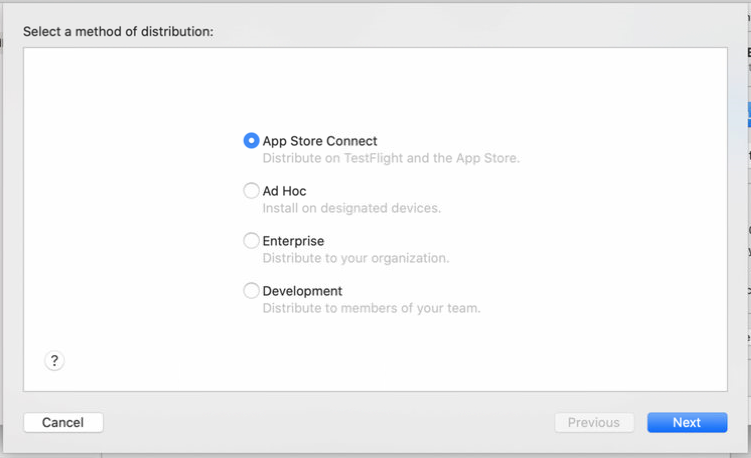 Select a method of distribution:
App Store Connect
Distribute on TestFlight and the App Store.
Ad Hoc
Install on designated devices.
Enterprise
Distribute to your organization.
Development
Distribute to members of your team.
?
Cancel
Previous
Next